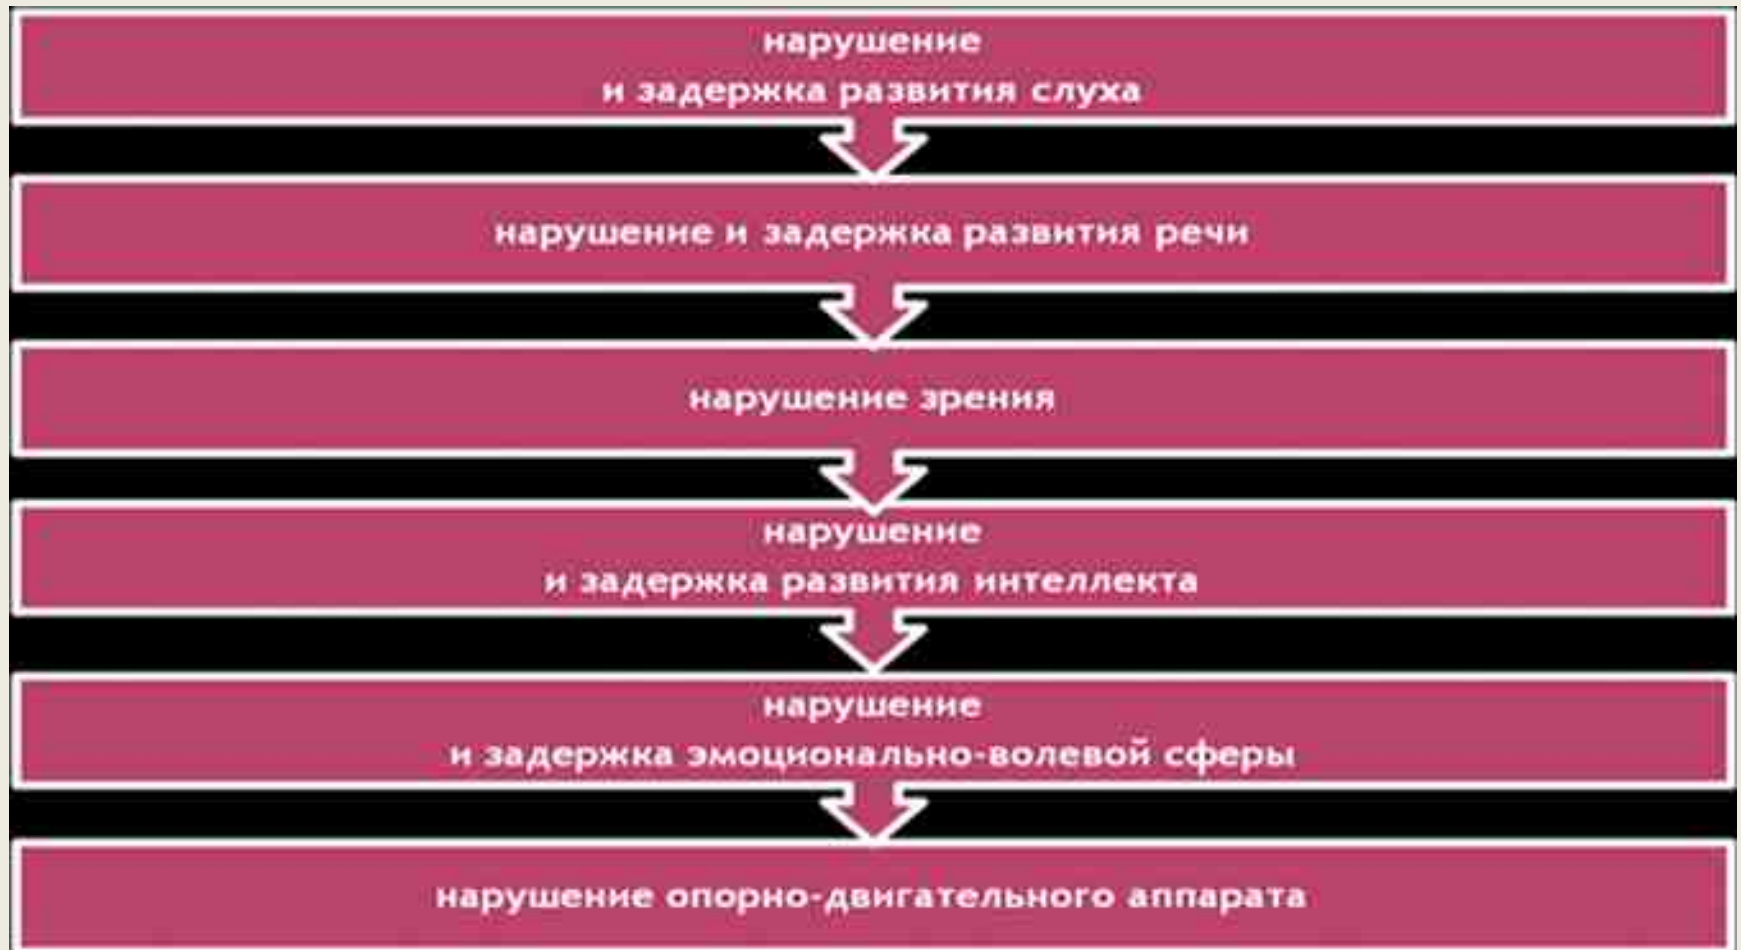 нарушение
и задержка развития слуха
нарушение и задержка развития речи
нарушение зрения
нарушение
и задержка развития интеллекта
нарушение
и задержка эмоционально-волевой сферы
нарушение опорно-двигательного аппарата